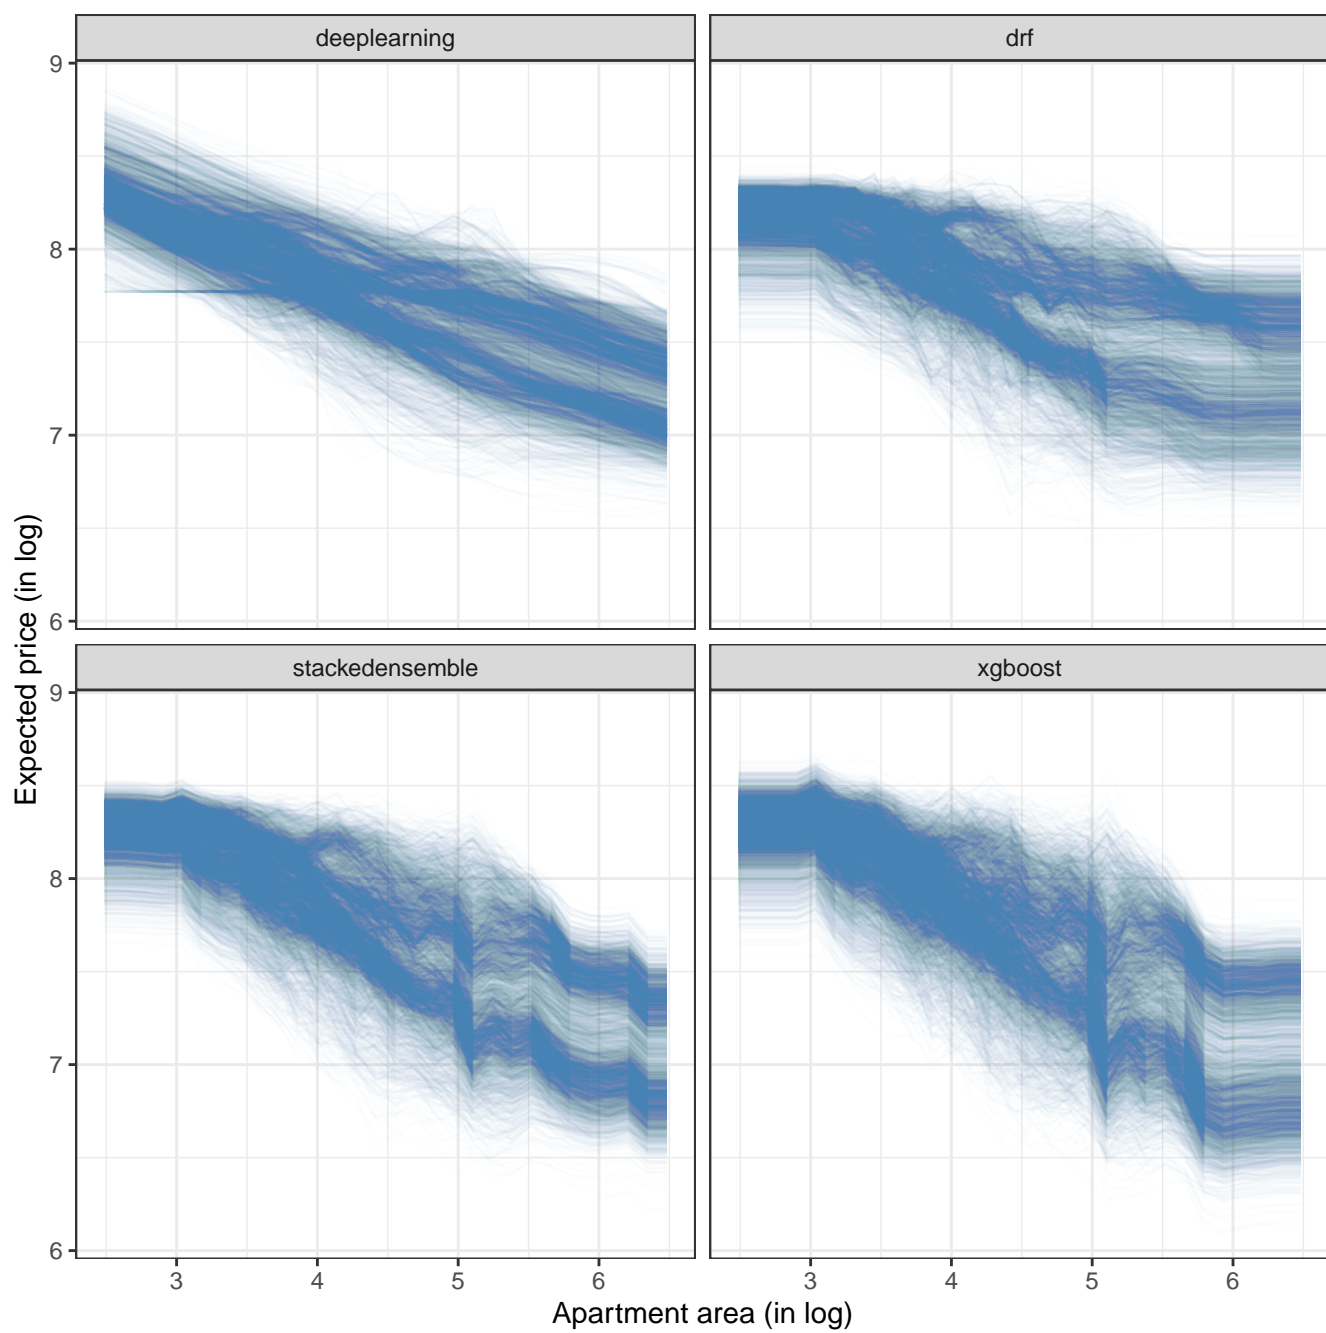 deeplearning
drf
9
8
7
6
stackedensemble
xgboost
9
8
7
6
3 4 5 6
3 4 5 6
Apartment area (in log)
Expected price (in log)